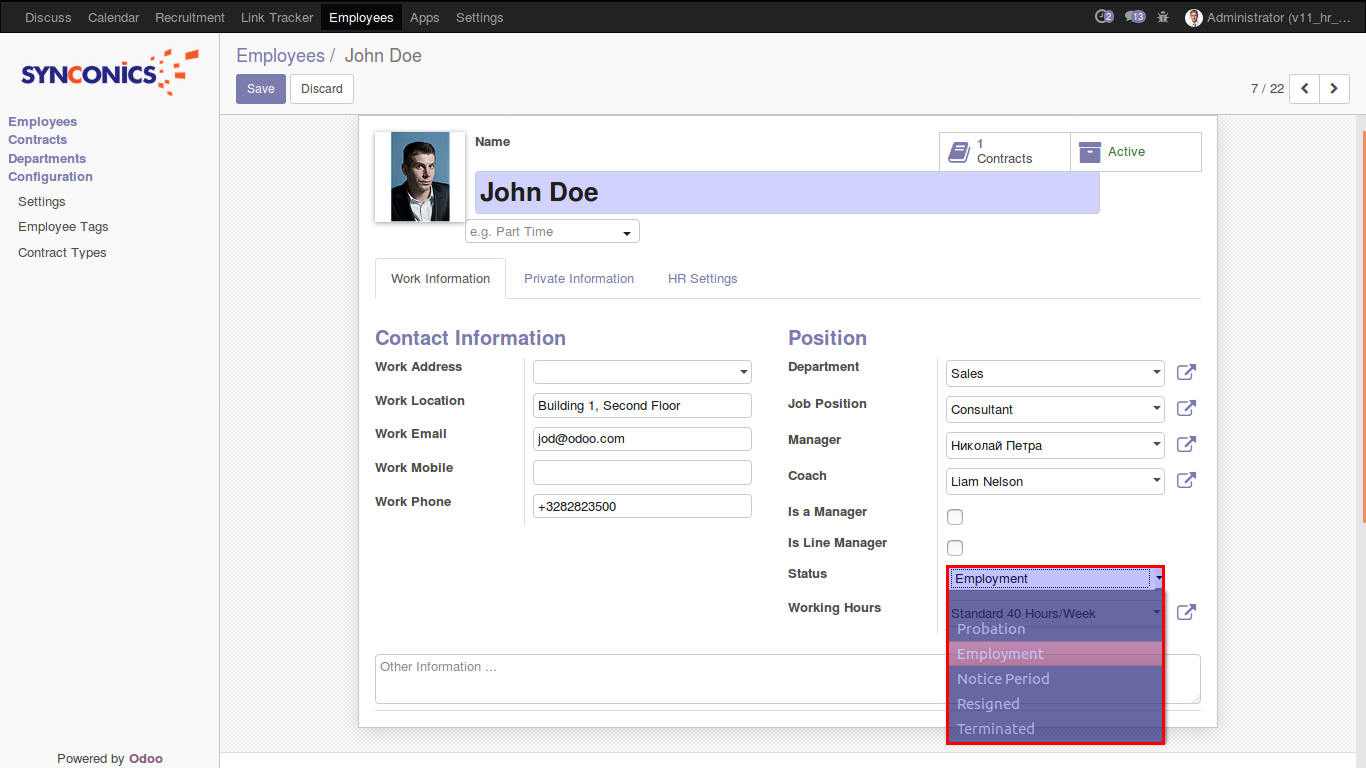 Discuss Calendar Recruitment Link Tracker Employees Apps Settings 2 13 Administrator (v11_hr_...
SYNCONICS
Employees
Contracts
Departments
Configuration
Settings
Employee Tags
Contract Types
Powered by Odoo
Employees / John Doe
Save Discard 7 / 22
Name
1
Contracts
Active
John Doe
e.g. Part Time
Work Information Private Information HR Settings
Contact Information
Work Address
Work Location Building 1, Second Floor
Work Email jod@odoo.com
Work Mobile
Work Phone +3282823500
Position
Department Sales
Job Position Consultant
Manager Николай Петра
Coach Liam Nelson
Is a Manager
Is Line Manager
Status Employment
Working Hours Standard 40 Hours/Week
Probation
Employment
Notice Period
Resigned
Terminated
Other Information ...